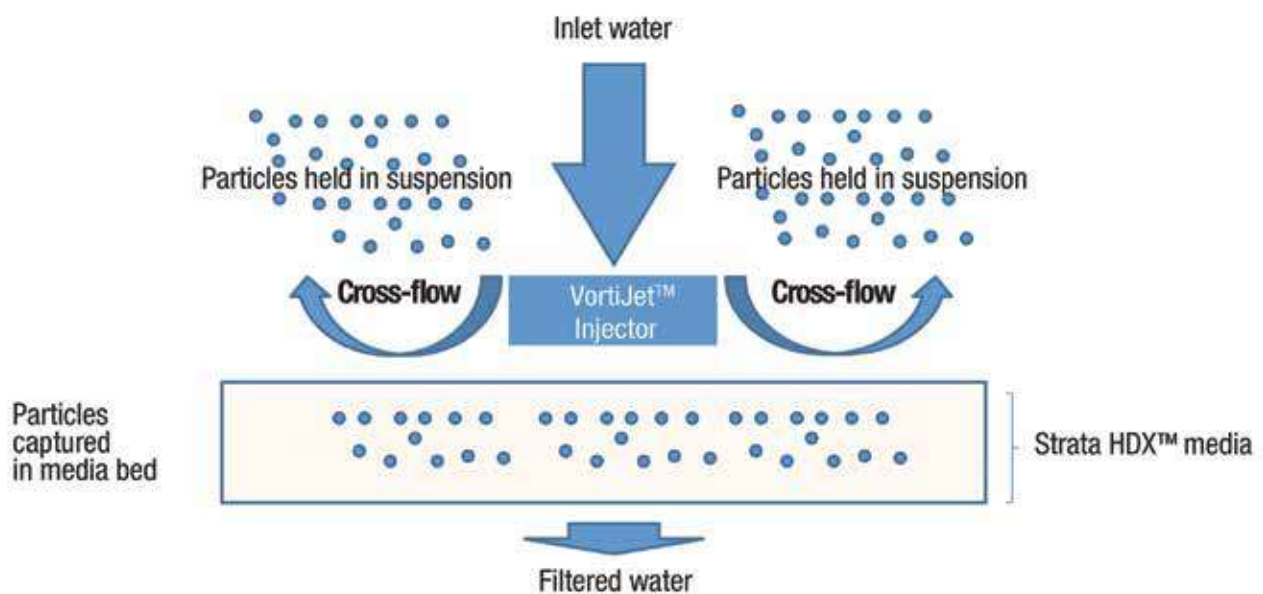 Inlet water
Particles held in suspension
Particles held in suspension
Cross-flow
VortiJet™
Injector
Cross-flow
Particles
captured
in media bed
Strata HDX™ media
Filtered water